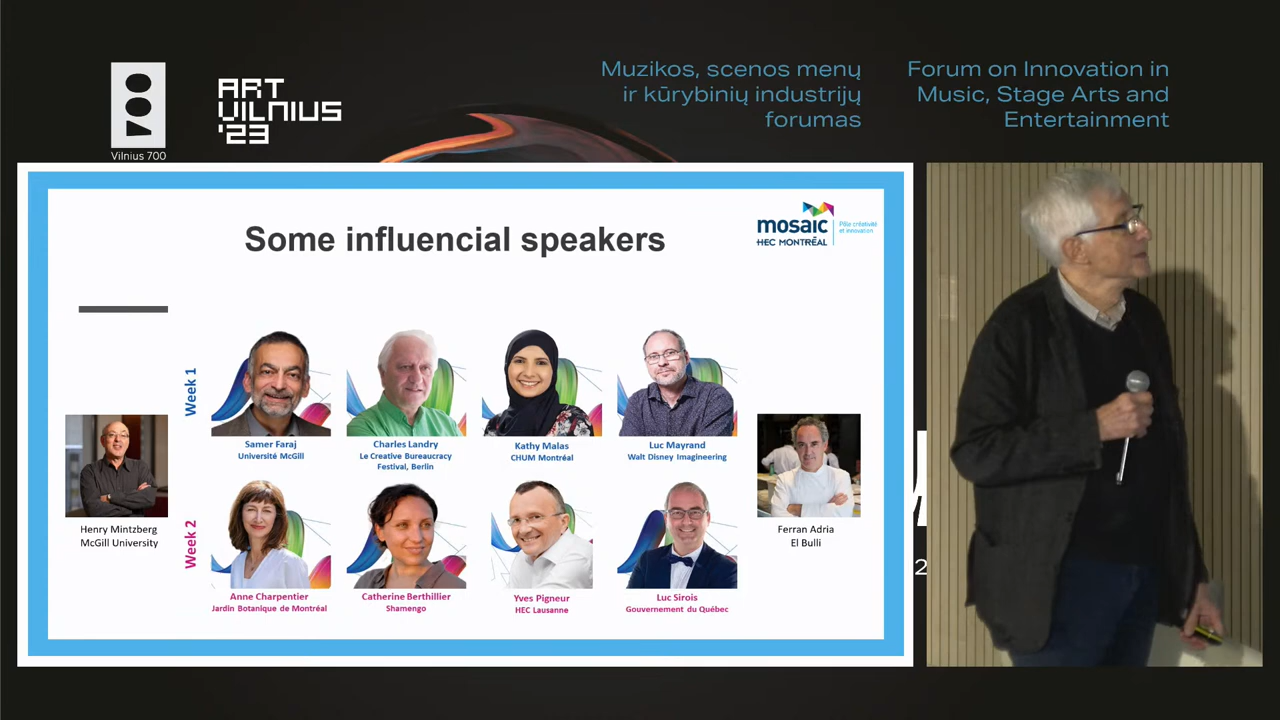 Vilnius 700
ART
VILNIUS
'23
Muzikos, scenos menų
ir kūrybinių industrijų
forumas
Forum on Innovation in
Music, Stage Arts and
Entertainment
Some influencial speakers
mosaic
HEC MONTRÉAL
Pôle créativité
et innovation
Week 1
Samer Faraj
Université McGill
Charles Landry
Le Creative Bureaucracy
Festival, Berlin
Kathy Malas
CHUM Montréal
Luc Mayrand
Walt Disney Imagineering
Henry Mintzberg
McGill University
Ferran Adria
El Bulli
Week 2
Anne Charpentier
Jardin Botanique de Montréal
Catherine Berthillier
Shamengo
Yves Pigneur
HEC Lausanne
Luc Sirois
Gouvernement du Québec
2